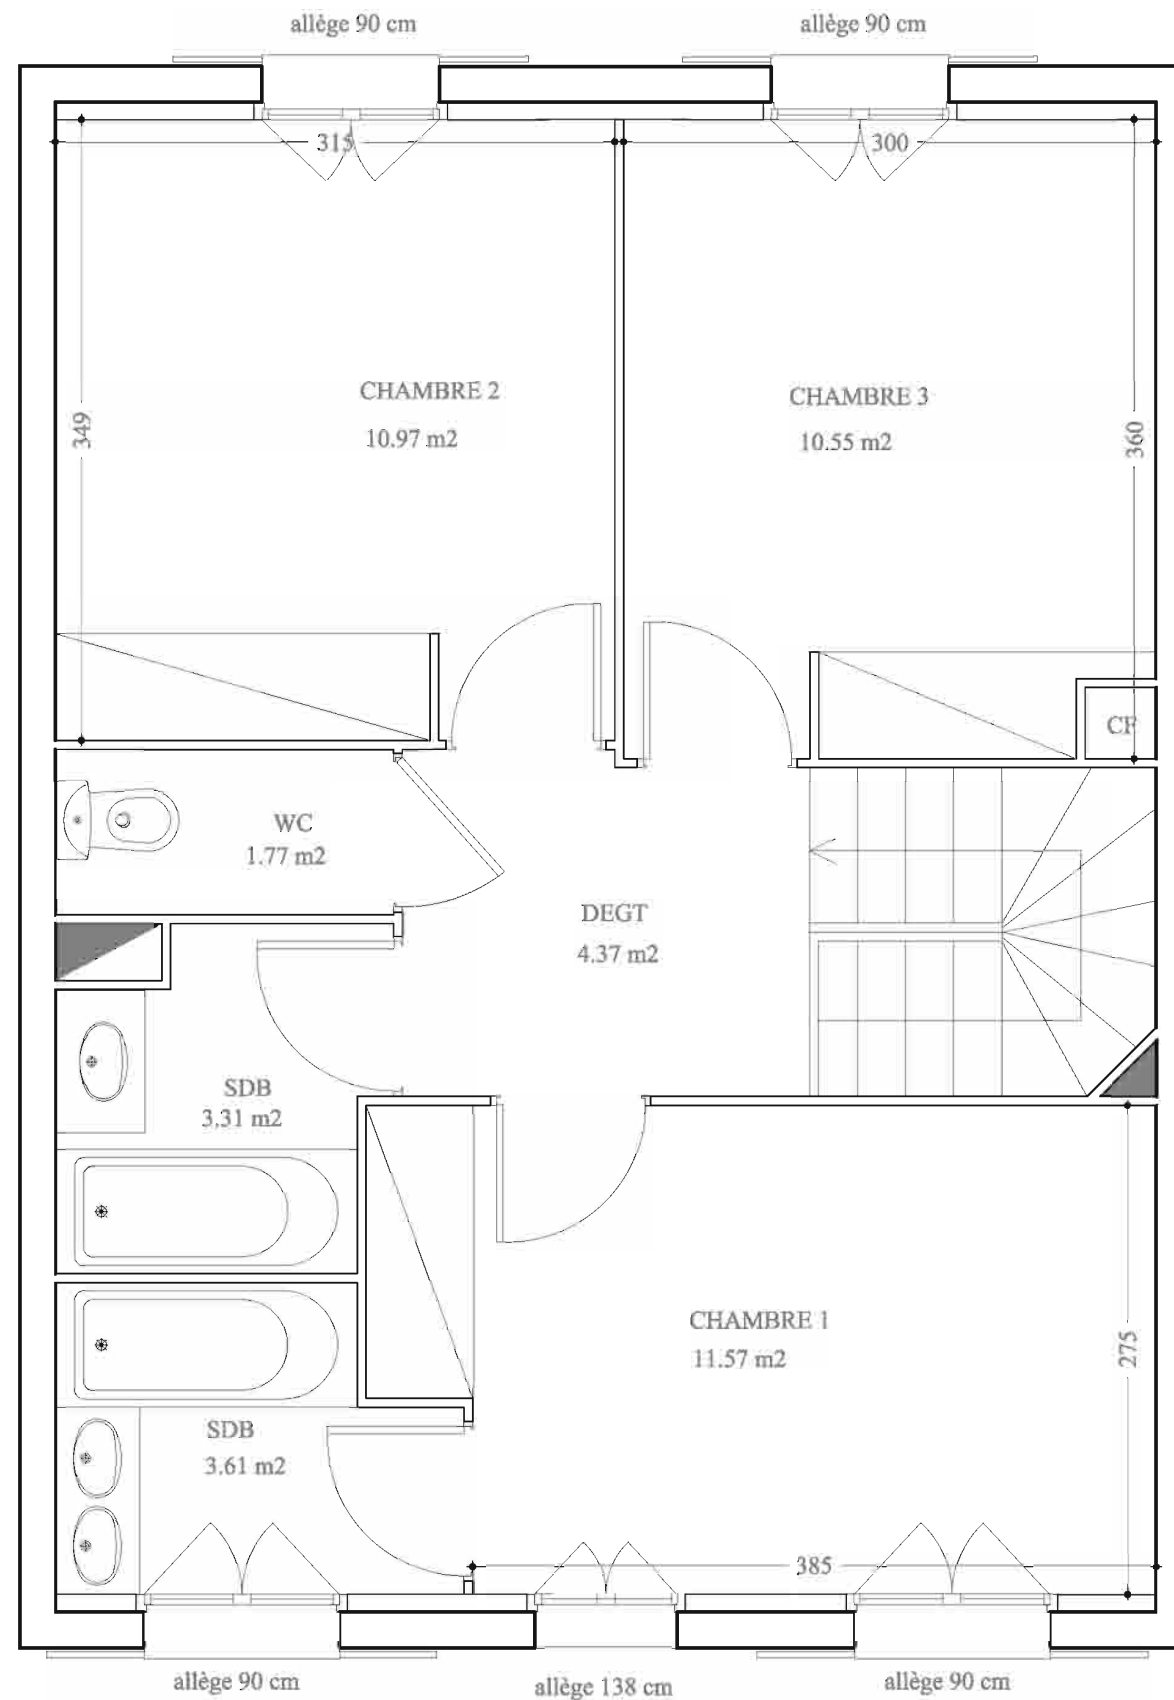 allège 90 cm
allège 90 cm
315
300
CHAMBRE 2
10.97 m2
CHAMBRE 3
10.55 m2
349
360
CF
WC
1.77 m2
DEGT
4.37 m2
SDB
3,31 m2
CHAMBRE 1
11.57 m2
275
SDB
3.61 m2
385
allège 90 cm
allège 138 cm
allège 90 cm